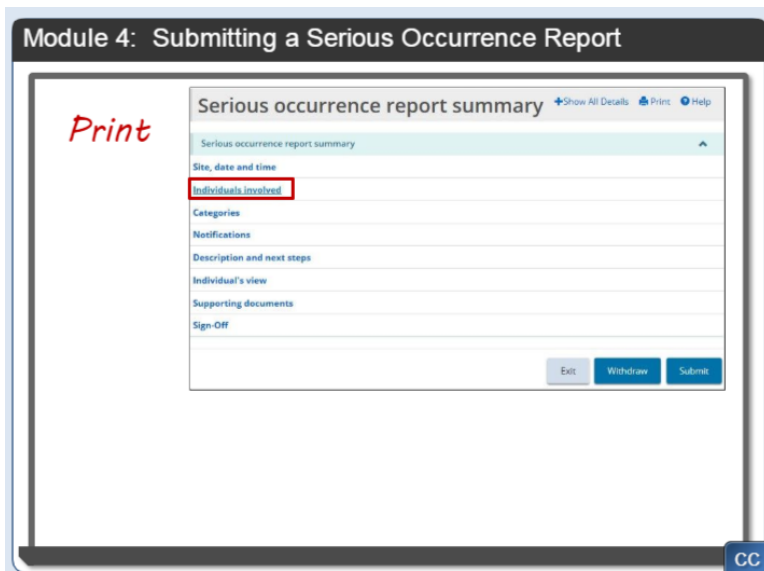 Module 4: Submitting a Serious Occurrence Report
Print
Serious occurrence report summary +Show All Details Print Help
Serious occurrence report summary
Site, date and time
Individuals involved
Categories
Notifications
Description and next steps
Individual's view
Supporting documents
Sign-Off
Exit Withdraw Submit
CC